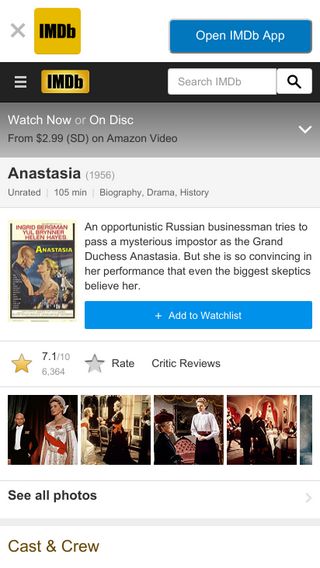 IMDb
Open IMDb App
IMDb
Search IMDb
Watch Now or On Disc
From $2.99 (SD) on Amazon Video
Anastasia (1956)
Unrated | 105 min | Biography, Drama, History
INGRID BERGMAN
YUL BRYNNER
HELEN HAYES
ANASTASIA
An opportunistic Russian businessman tries to
pass a mysterious impostor as the Grand
Duchess Anastasia. But she is so convincing in
her performance that even the biggest skeptics
believe her.
+ Add to Watchlist
7.1/10
6,364
Rate
Critic Reviews
See all photos
Cast & Crew